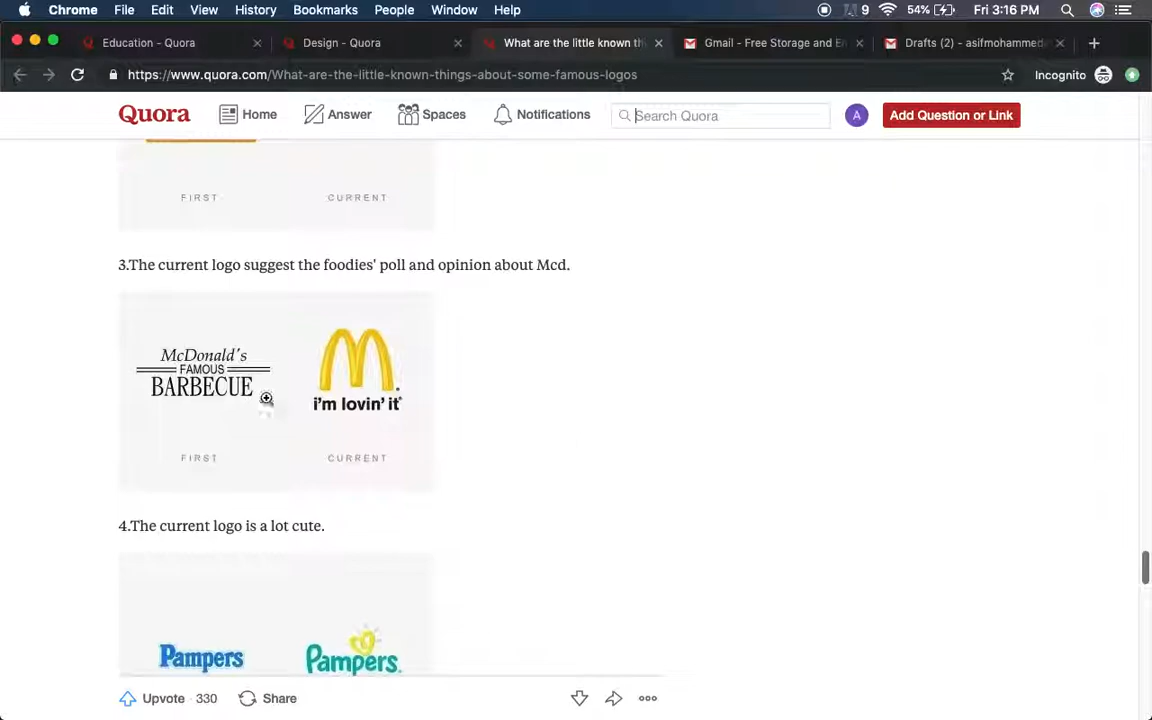 Chrome File Edit View History Bookmarks People Window Help 9 54% Fri 3:16 PM
Education - Quora Design - Quora What are the little known th Gmail - Free Storage and E Drafts (2) - asifmohammed
https://www.quora.com/What-are-the-little-known-things-about-some-famous-logos Incognito
Quora Home Answer Spaces Notifications Search Quora A Add Question or Link
FIRST CURRENT
3.The current logo suggest the foodies' poll and opinion about Mcd.
McDonald's
FAMOUS
BARBECUE
i'm lovin' it
FIRST CURRENT
4.The current logo is a lot cute.
Pampers Pampers
Upvote · 330 Share